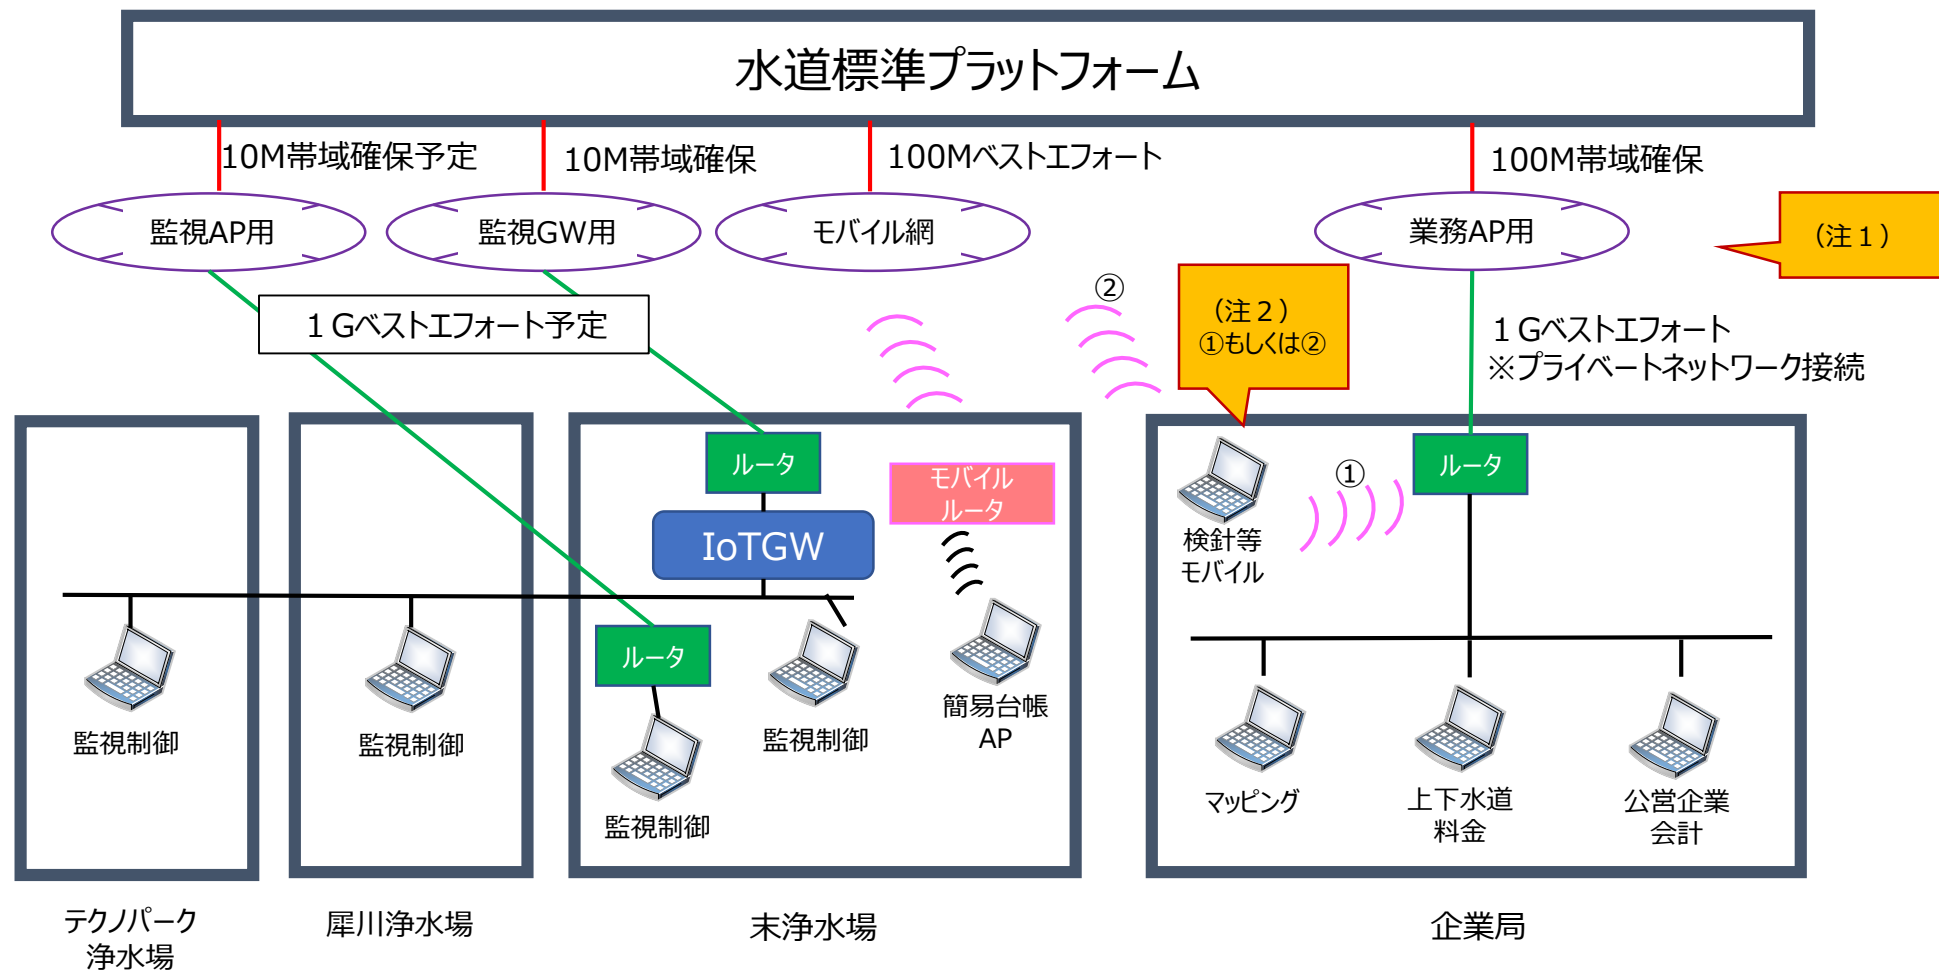 水道標準プラットフォーム
10M帯域確保予定
10M帯域確保
100Mベストエフォート
100M帯域確保
監視AP用
監視GW用
モバイル網
業務AP用
（注１）
１Gベストエフォート予定
②
（注２）
①もしくは②
１Gベストエフォート
※プライベートネットワーク接続
ルータ
モバイル
ルータ
IoTGW
ルータ
監視制御
監視制御
監視制御
監視制御
簡易台帳
AP
①
ルータ
検針等
モバイル
マッピング
上下水道
料金
公営企業
会計
テクノパーク
浄水場
犀川浄水場
末浄水場
企業局